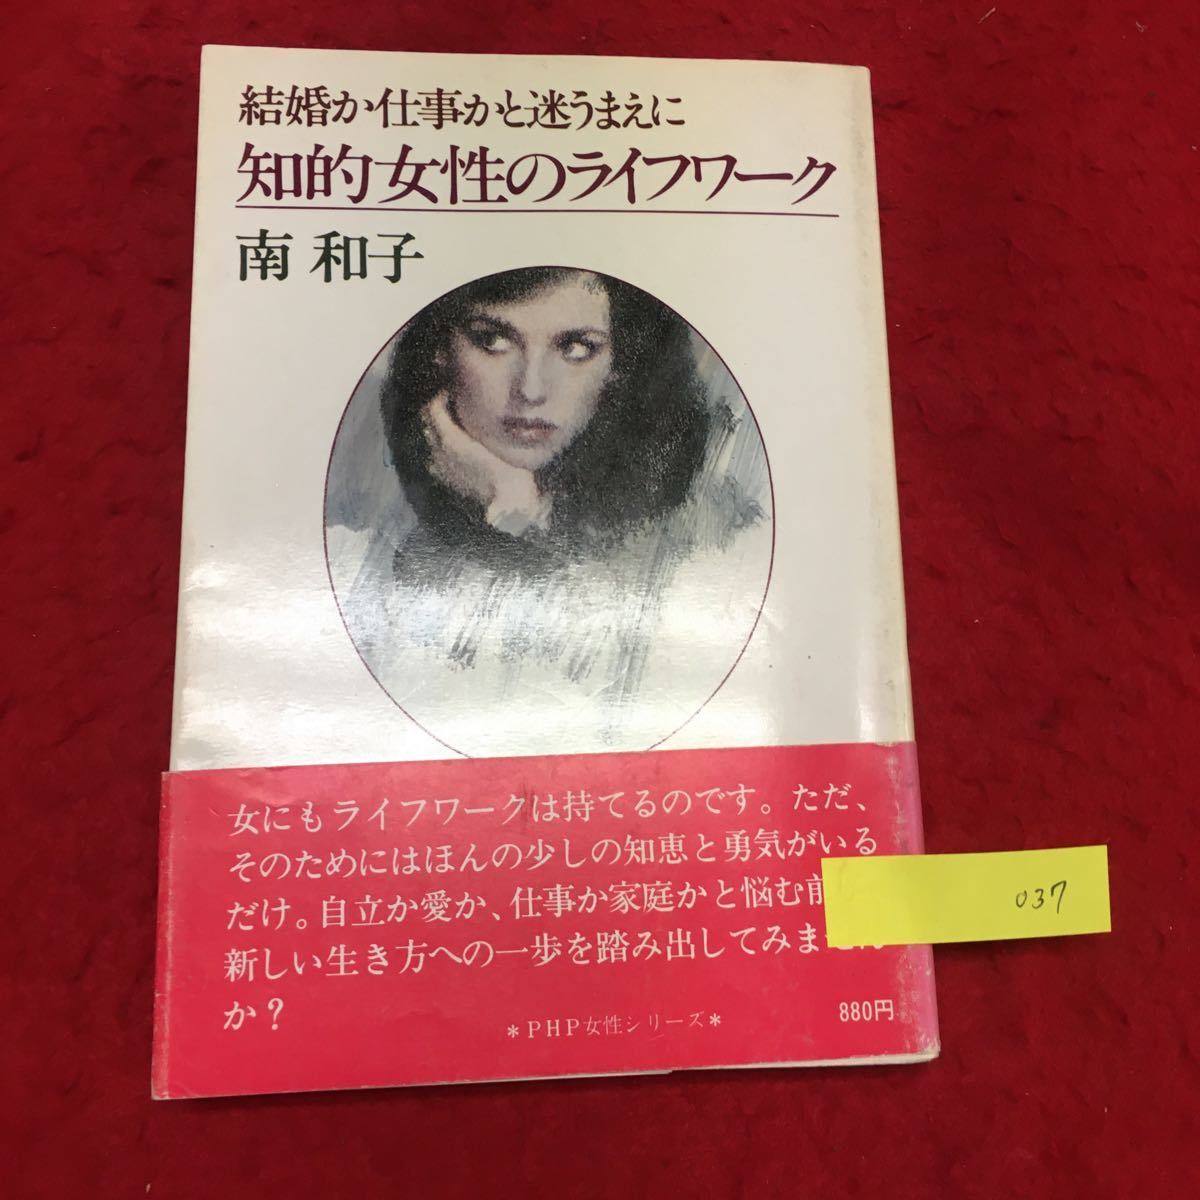 結婚か仕事かと迷うまえに
知的女性のライフワーク
南 和子
女にもライフワークは持てるのです。ただ、
そのためにはほんの少しの知恵と勇気がいる
だけ。自立か愛か、仕事か家庭かと悩む前
新しい生き方への一歩を踏み出してみません
か?
＊PHP女性シリーズ＊
880円
037